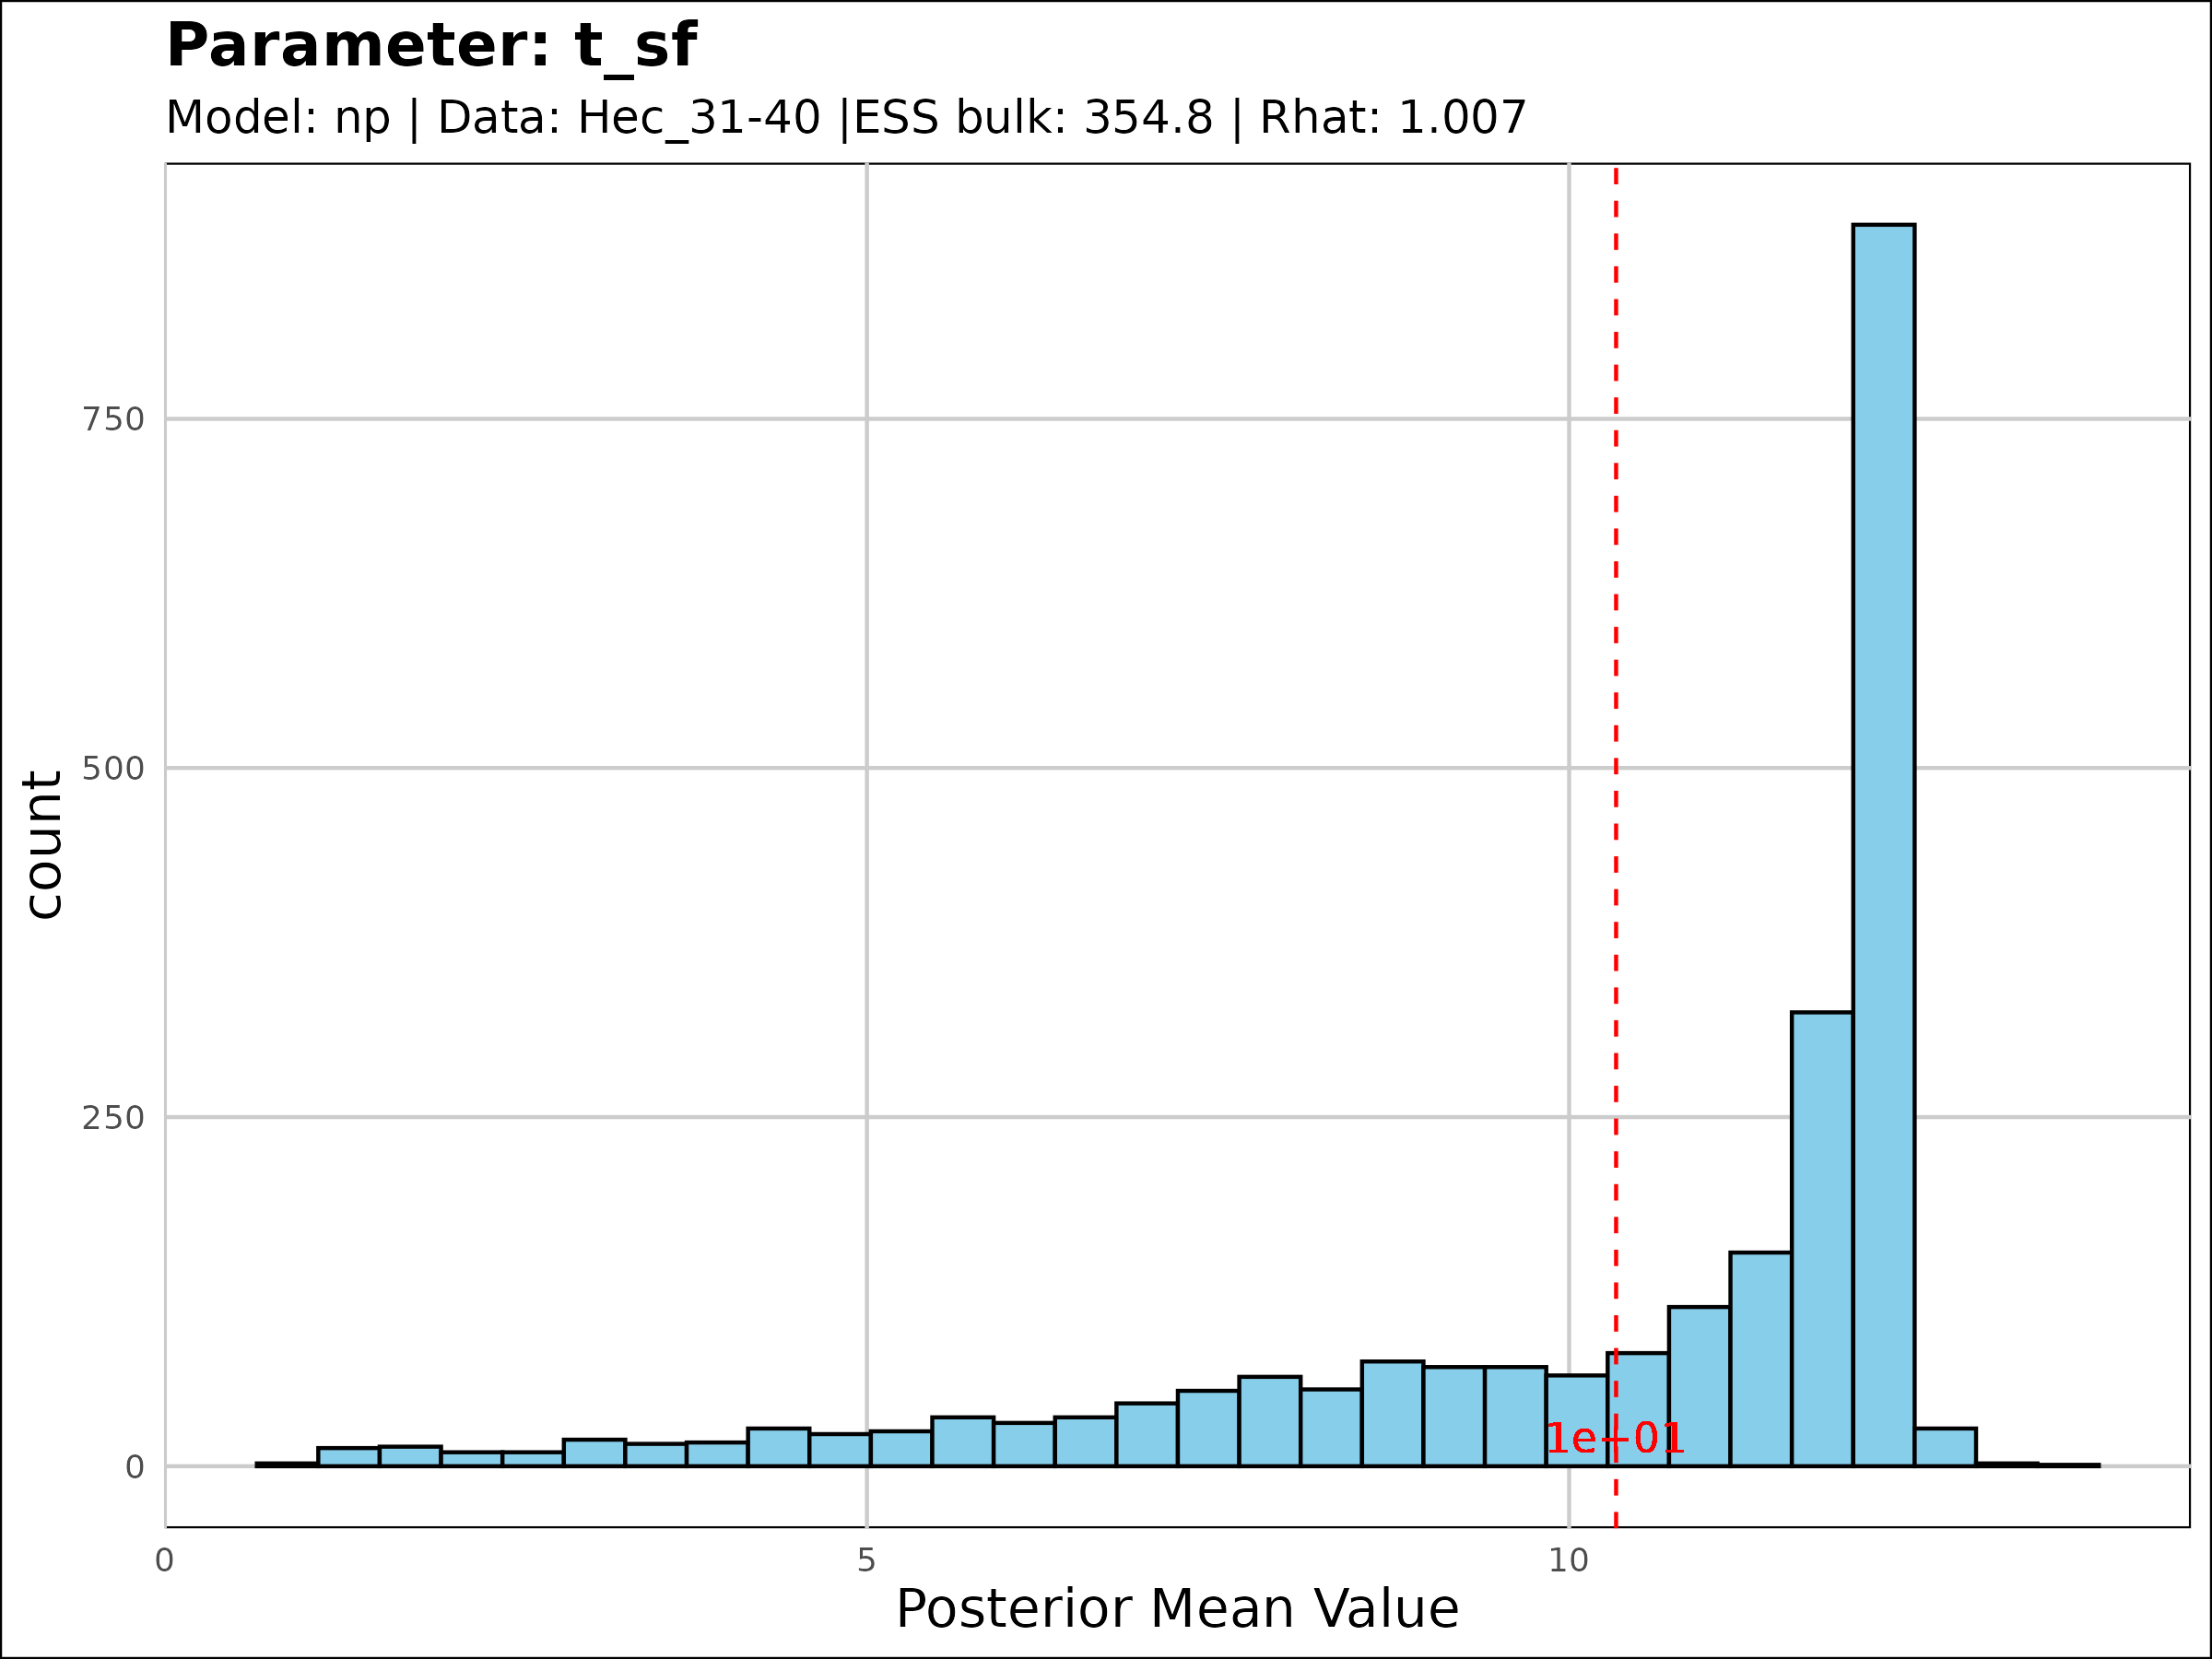 Parameter: t_sf
Model: np | Data: Hec_31-40 |ESS bulk: 354.8 | Rhat: 1.007
count
750
500
250
0
1e+01
0
5
10
Posterior Mean Value